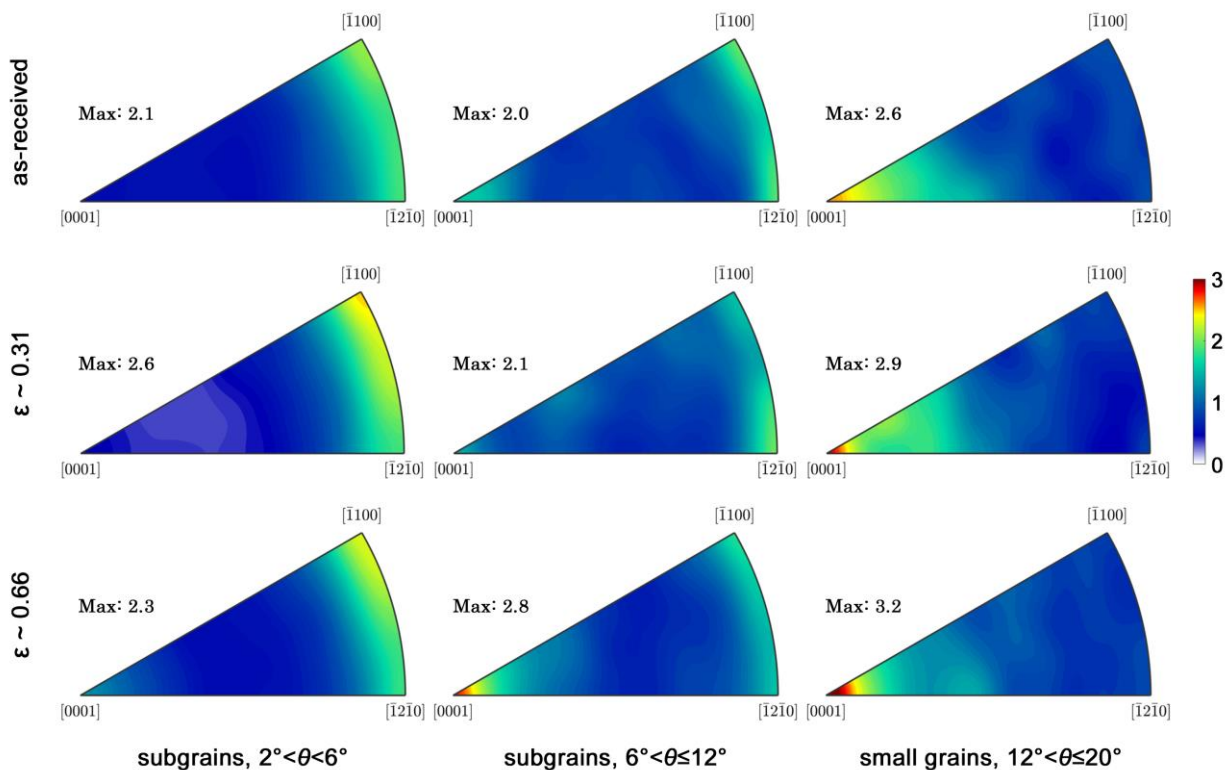 [1̄100] [1̄100] [1̄100]
as-received
Max: 2.1 Max: 2.0 Max: 2.6
[0001] [1̄21̄0] [0001] [1̄21̄0] [0001] [1̄21̄0]
[1̄100] [1̄100] [1̄100]
ε ~ 0.31
Max: 2.6 Max: 2.1 Max: 2.9
[0001] [1̄21̄0] [0001] [1̄21̄0] [0001] [1̄21̄0]
3
2
1
0
[1̄100] [1̄100] [1̄100]
ε ~ 0.66
Max: 2.3 Max: 2.8 Max: 3.2
[0001] [1̄21̄0] [0001] [1̄21̄0] [0001] [1̄21̄0]
subgrains, 2°<θ<6° subgrains, 6°<θ≤12° small grains, 12°<θ≤20°